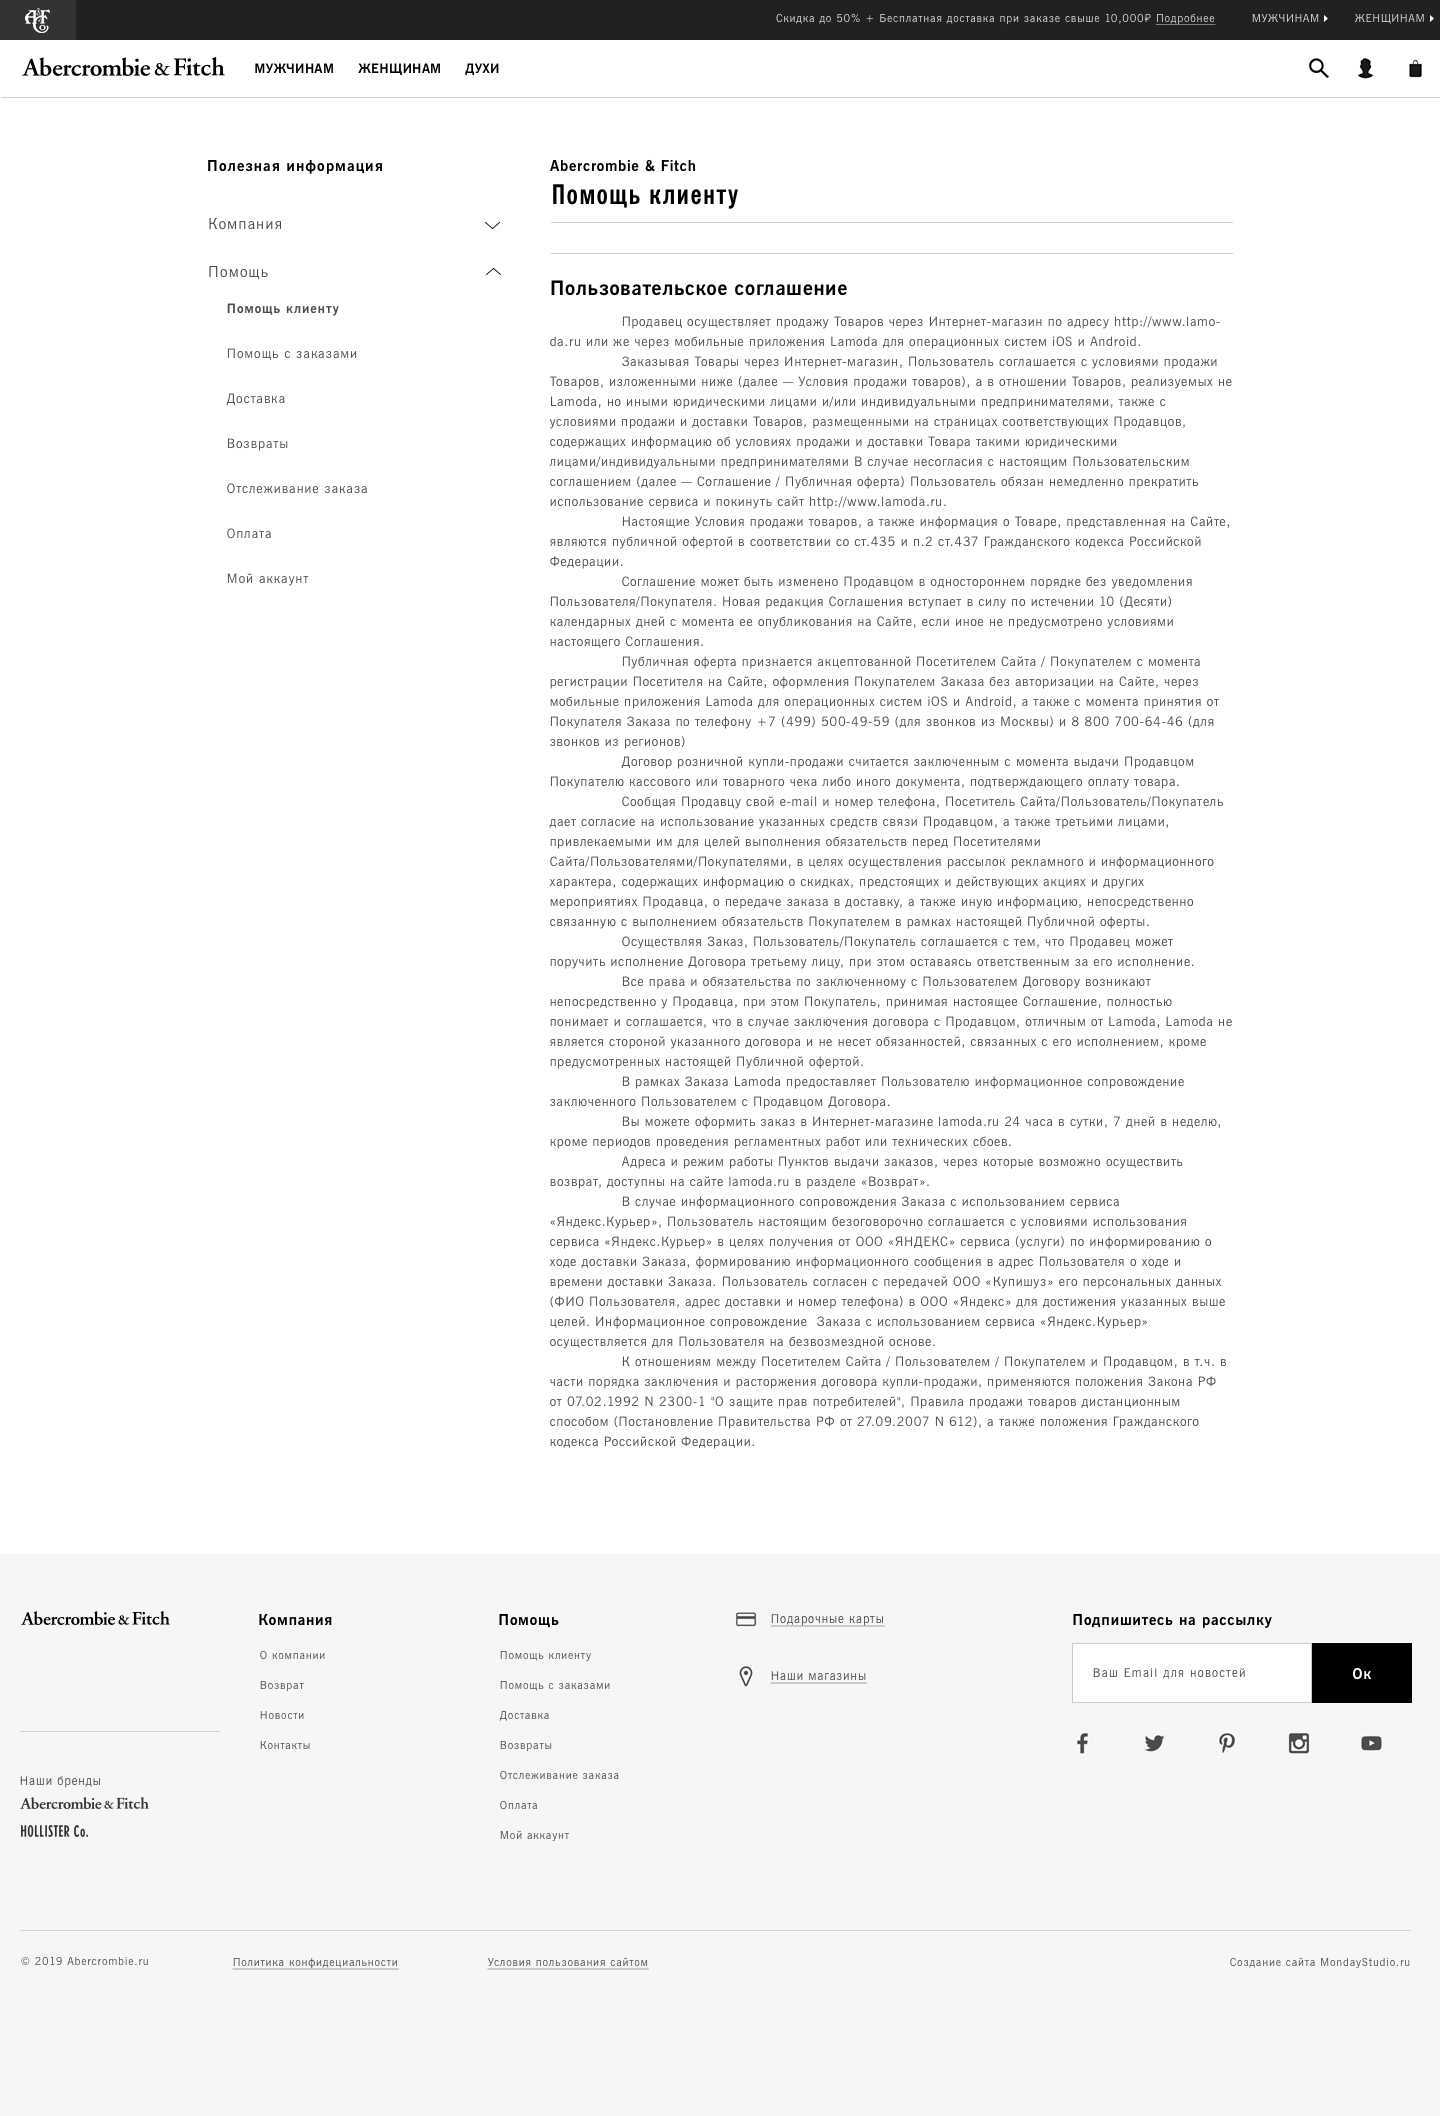 Скидка до 50% + Бесплатная доставка при заказе свыше 10,000₽ Подробнее
МУЖЧИНАМ
ЖЕНЩИНАМ
Abercrombie & Fitch
МУЖЧИНАМ
ЖЕНЩИНАМ
ДУХИ
Полезная информация
Компания
Помощь
Помощь клиенту
Помощь с заказами
Доставка
Возвраты
Отслеживание заказа
Оплата
Мой аккаунт
Abercrombie & Fitch
Помощь клиенту
Пользовательское соглашение
Продавец осуществляет продажу Товаров через Интернет-магазин по адресу http://www.lamo-
da.ru или же через мобильные приложения Lamoda для операционных систем iOS и Android.
Заказывая Товары через Интернет-магазин, Пользователь соглашается с условиями продажи
Товаров, изложенными ниже (далее — Условия продажи товаров), а в отношении Товаров, реализуемых не
Lamoda, но иными юридическими лицами и/или индивидуальными предпринимателями, также с
условиями продажи и доставки Товаров, размещенными на страницах соответствующих Продавцов,
содержащих информацию об условиях продажи и доставки Товара такими юридическими
лицами/индивидуальными предпринимателями В случае несогласия с настоящим Пользовательским
соглашением (далее — Соглашение / Публичная оферта) Пользователь обязан немедленно прекратить
использование сервиса и покинуть сайт http://www.lamoda.ru.
Настоящие Условия продажи товаров, а также информация о Товаре, представленная на Сайте,
являются публичной офертой в соответствии со ст.435 и п.2 ст.437 Гражданского кодекса Российской
Федерации.
Соглашение может быть изменено Продавцом в одностороннем порядке без уведомления
Пользователя/Покупателя. Новая редакция Соглашения вступает в силу по истечении 10 (Десяти)
календарных дней с момента ее опубликования на Сайте, если иное не предусмотрено условиями
настоящего Соглашения.
Публичная оферта признается акцептованной Посетителем Сайта / Покупателем с момента
регистрации Посетителя на Сайте, оформления Покупателем Заказа без авторизации на Сайте, через
мобильные приложения Lamoda для операционных систем iOS и Android, а также с момента принятия от
Покупателя Заказа по телефону +7 (499) 500-49-59 (для звонков из Москвы) и 8 800 700-64-46 (для
звонков из регионов)
Договор розничной купли-продажи считается заключенным с момента выдачи Продавцом
Покупателю кассового или товарного чека либо иного документа, подтверждающего оплату товара.
Сообщая Продавцу свой e-mail и номер телефона, Посетитель Сайта/Пользователь/Покупатель
дает согласие на использование указанных средств связи Продавцом, а также третьими лицами,
привлекаемыми им для целей выполнения обязательств перед Посетителями
Сайта/Пользователями/Покупателями, в целях осуществления рассылок рекламного и информационного
характера, содержащих информацию о скидках, предстоящих и действующих акциях и других
мероприятиях Продавца, о передаче заказа в доставку, а также иную информацию, непосредственно
связанную с выполнением обязательств Покупателем в рамках настоящей Публичной оферты.
Осуществляя Заказ, Пользователь/Покупатель соглашается с тем, что Продавец может
поручить исполнение Договора третьему лицу, при этом оставаясь ответственным за его исполнение.
Все права и обязательства по заключенному с Пользователем Договору возникают
непосредственно у Продавца, при этом Покупатель, принимая настоящее Соглашение, полностью
понимает и соглашается, что в случае заключения договора с Продавцом, отличным от Lamoda, Lamoda не
является стороной указанного договора и не несет обязанностей, связанных с его исполнением, кроме
предусмотренных настоящей Публичной офертой.
В рамках Заказа Lamoda предоставляет Пользователю информационное сопровождение
заключенного Пользователем с Продавцом Договора.
Вы можете оформить заказ в Интернет-магазине lamoda.ru 24 часа в сутки, 7 дней в неделю,
кроме периодов проведения регламентных работ или технических сбоев.
Адреса и режим работы Пунктов выдачи заказов, через которые возможно осуществить
возврат, доступны на сайте lamoda.ru в разделе «Возврат».
В случае информационного сопровождения Заказа с использованием сервиса
«Яндекс.Курьер», Пользователь настоящим безоговорочно соглашается с условиями использования
сервиса «Яндекс.Курьер» в целях получения от ООО «ЯНДЕКС» сервиса (услуги) по информированию о
ходе доставки Заказа, формированию информационного сообщения в адрес Пользователя о ходе и
времени доставки Заказа. Пользователь согласен с передачей ООО «Купишуз» его персональных данных
(ФИО Пользователя, адрес доставки и номер телефона) в ООО «Яндекс» для достижения указанных выше
целей. Информационное сопровождение  Заказа с использованием сервиса «Яндекс.Курьер»
осуществляется для Пользователя на безвозмездной основе.
К отношениям между Посетителем Сайта / Пользователем / Покупателем и Продавцом, в т.ч. в
части порядка заключения и расторжения договора купли-продажи, применяются положения Закона РФ
от 07.02.1992 N 2300-1 "О защите прав потребителей", Правила продажи товаров дистанционным
способом (Постановление Правительства РФ от 27.09.2007 N 612), а также положения Гражданского
кодекса Российской Федерации.
Abercrombie & Fitch
Наши бренды
Abercrombie & Fitch
HOLLISTER Co.
Компания
О компании
Возврат
Новости
Контакты
Помощь
Помощь клиенту
Помощь с заказами
Доставка
Возвраты
Отслеживание заказа
Оплата
Мой аккаунт
Подарочные карты
Наши магазины
Подпишитесь на рассылку
Ваш Email для новостей
Ок
© 2019 Abercrombie.ru
Политика конфидециальности
Условия пользования сайтом
Создание сайта MondayStudio.ru